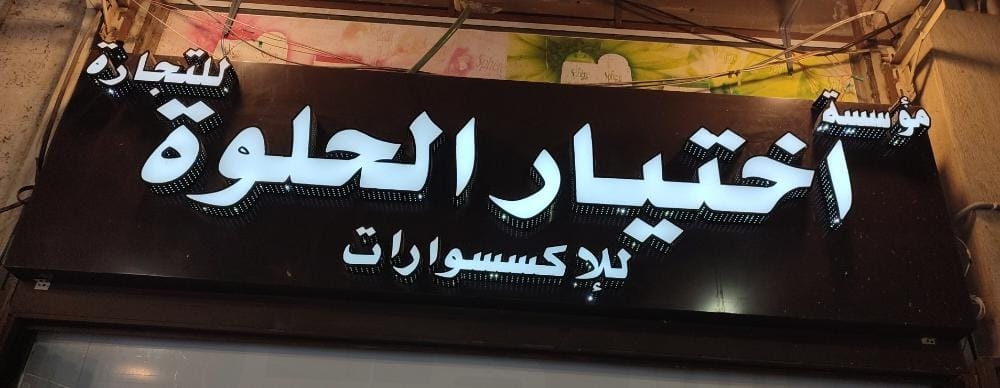 مؤسسة
اختيار الحلوة
للتجارة
للإكسسوارات